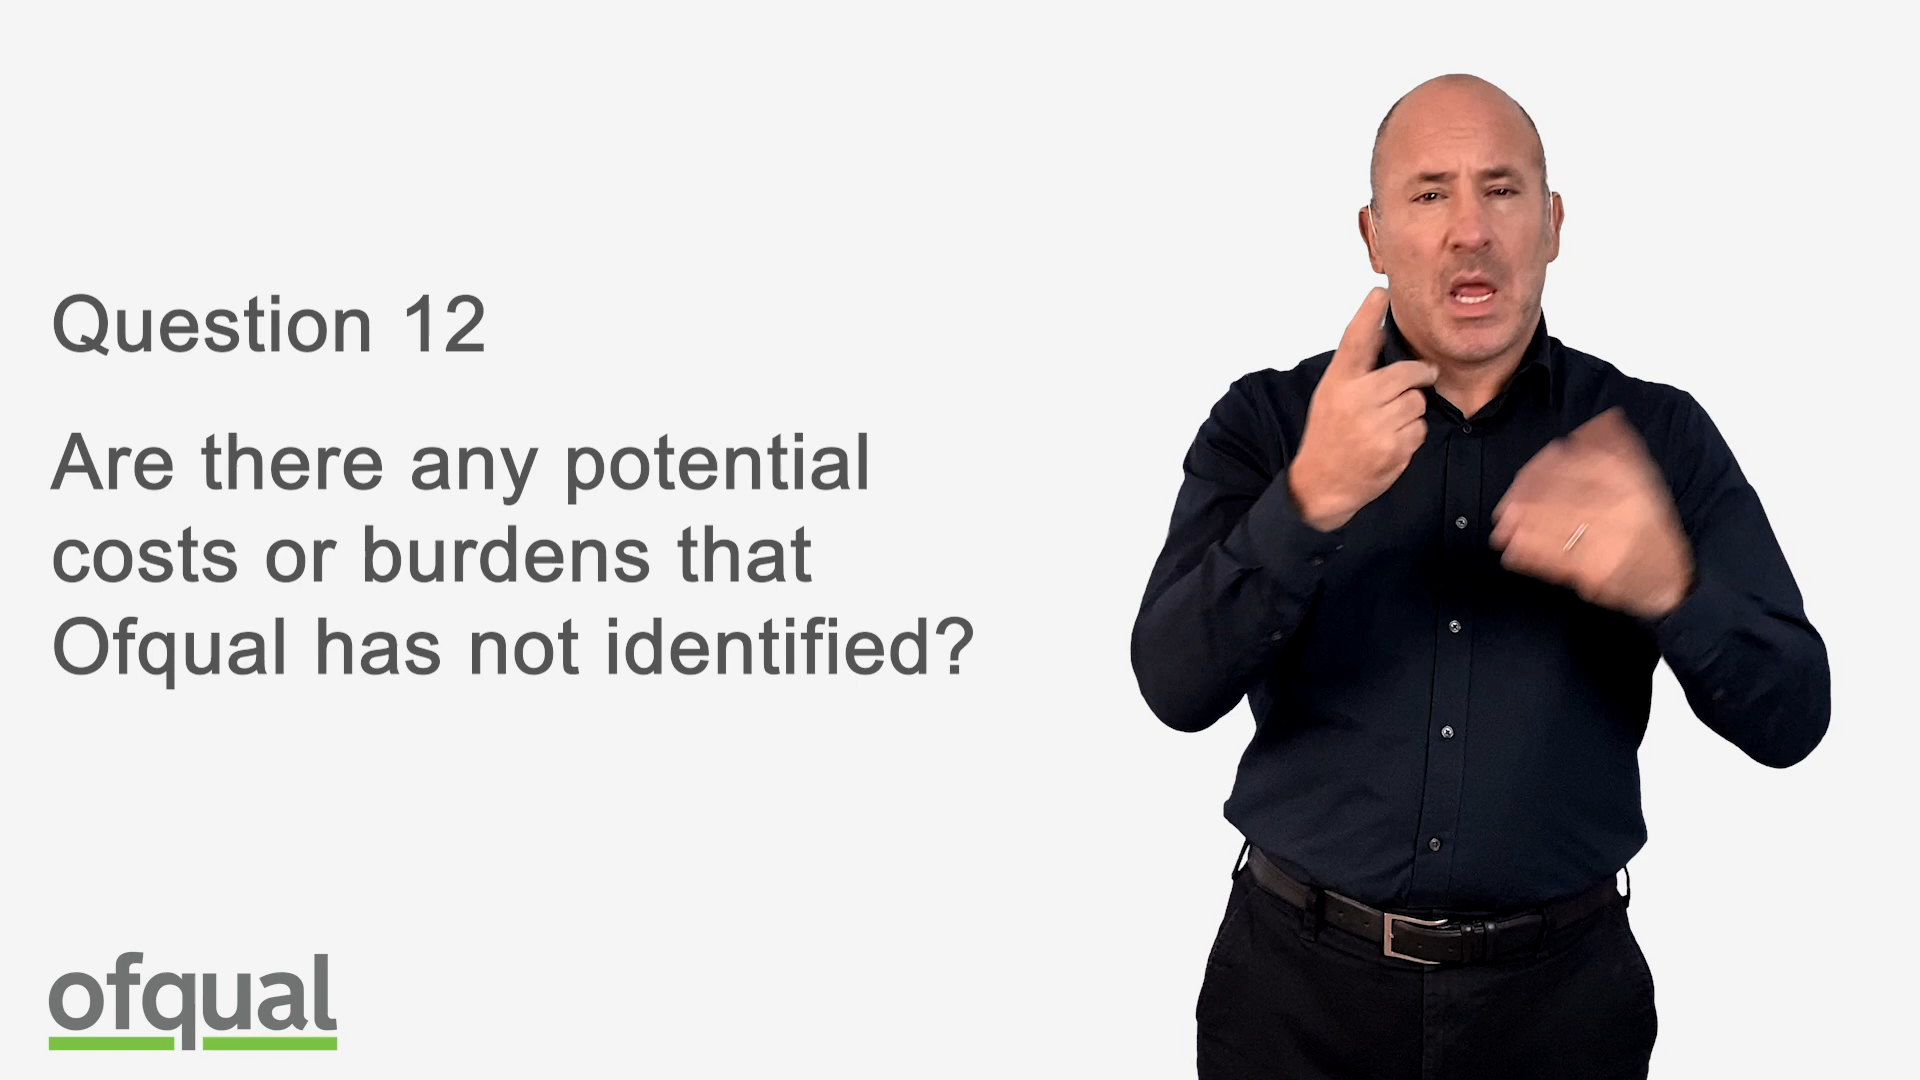 Question 12
Are there any potential
costs or burdens that
Ofqual has not identified?
ofqual